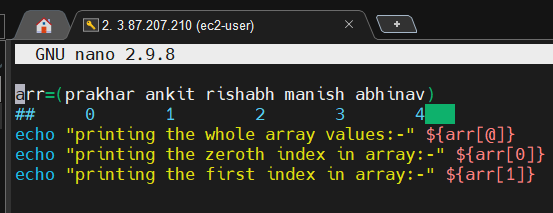 2. 3.87.207.210 (ec2-user)
GNU nano 2.9.8
arr=(prakhar ankit rishabh manish abhinav)
##     0       1        2       3       4
echo "printing the whole array values:-" ${arr[@]}
echo "printing the zeroth index in array:-" ${arr[0]}
echo "printing the first index in array:-" ${arr[1]}